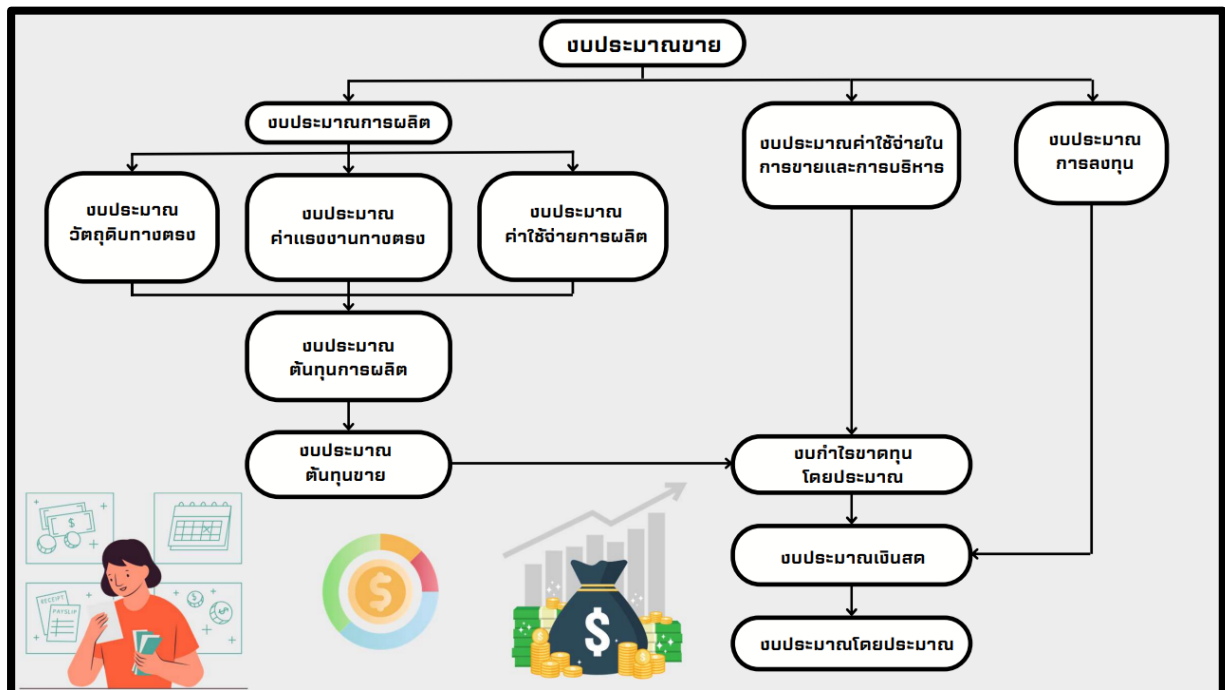 งบประมาณขาย
งบประมาณการผลิต
งบประมาณค่าใช้จ่ายใน
การขายและการบริหาร
งบประมาณ
การลงทุน
งบประมาณ
วัตถุดิบทางตรง
งบประมาณ
ค่าแรงงานทางตรง
งบประมาณ
ค่าใช้จ่ายการผลิต
งบประมาณ
ต้นทุนการผลิต
งบประมาณ
ต้นทุนขาย
งบกำไรขาดทุน
โดยประมาณ
งบประมาณเงินสด
งบประมาณโดยประมาณ
$
RECEIPT
PAYSLIP
$
$
$